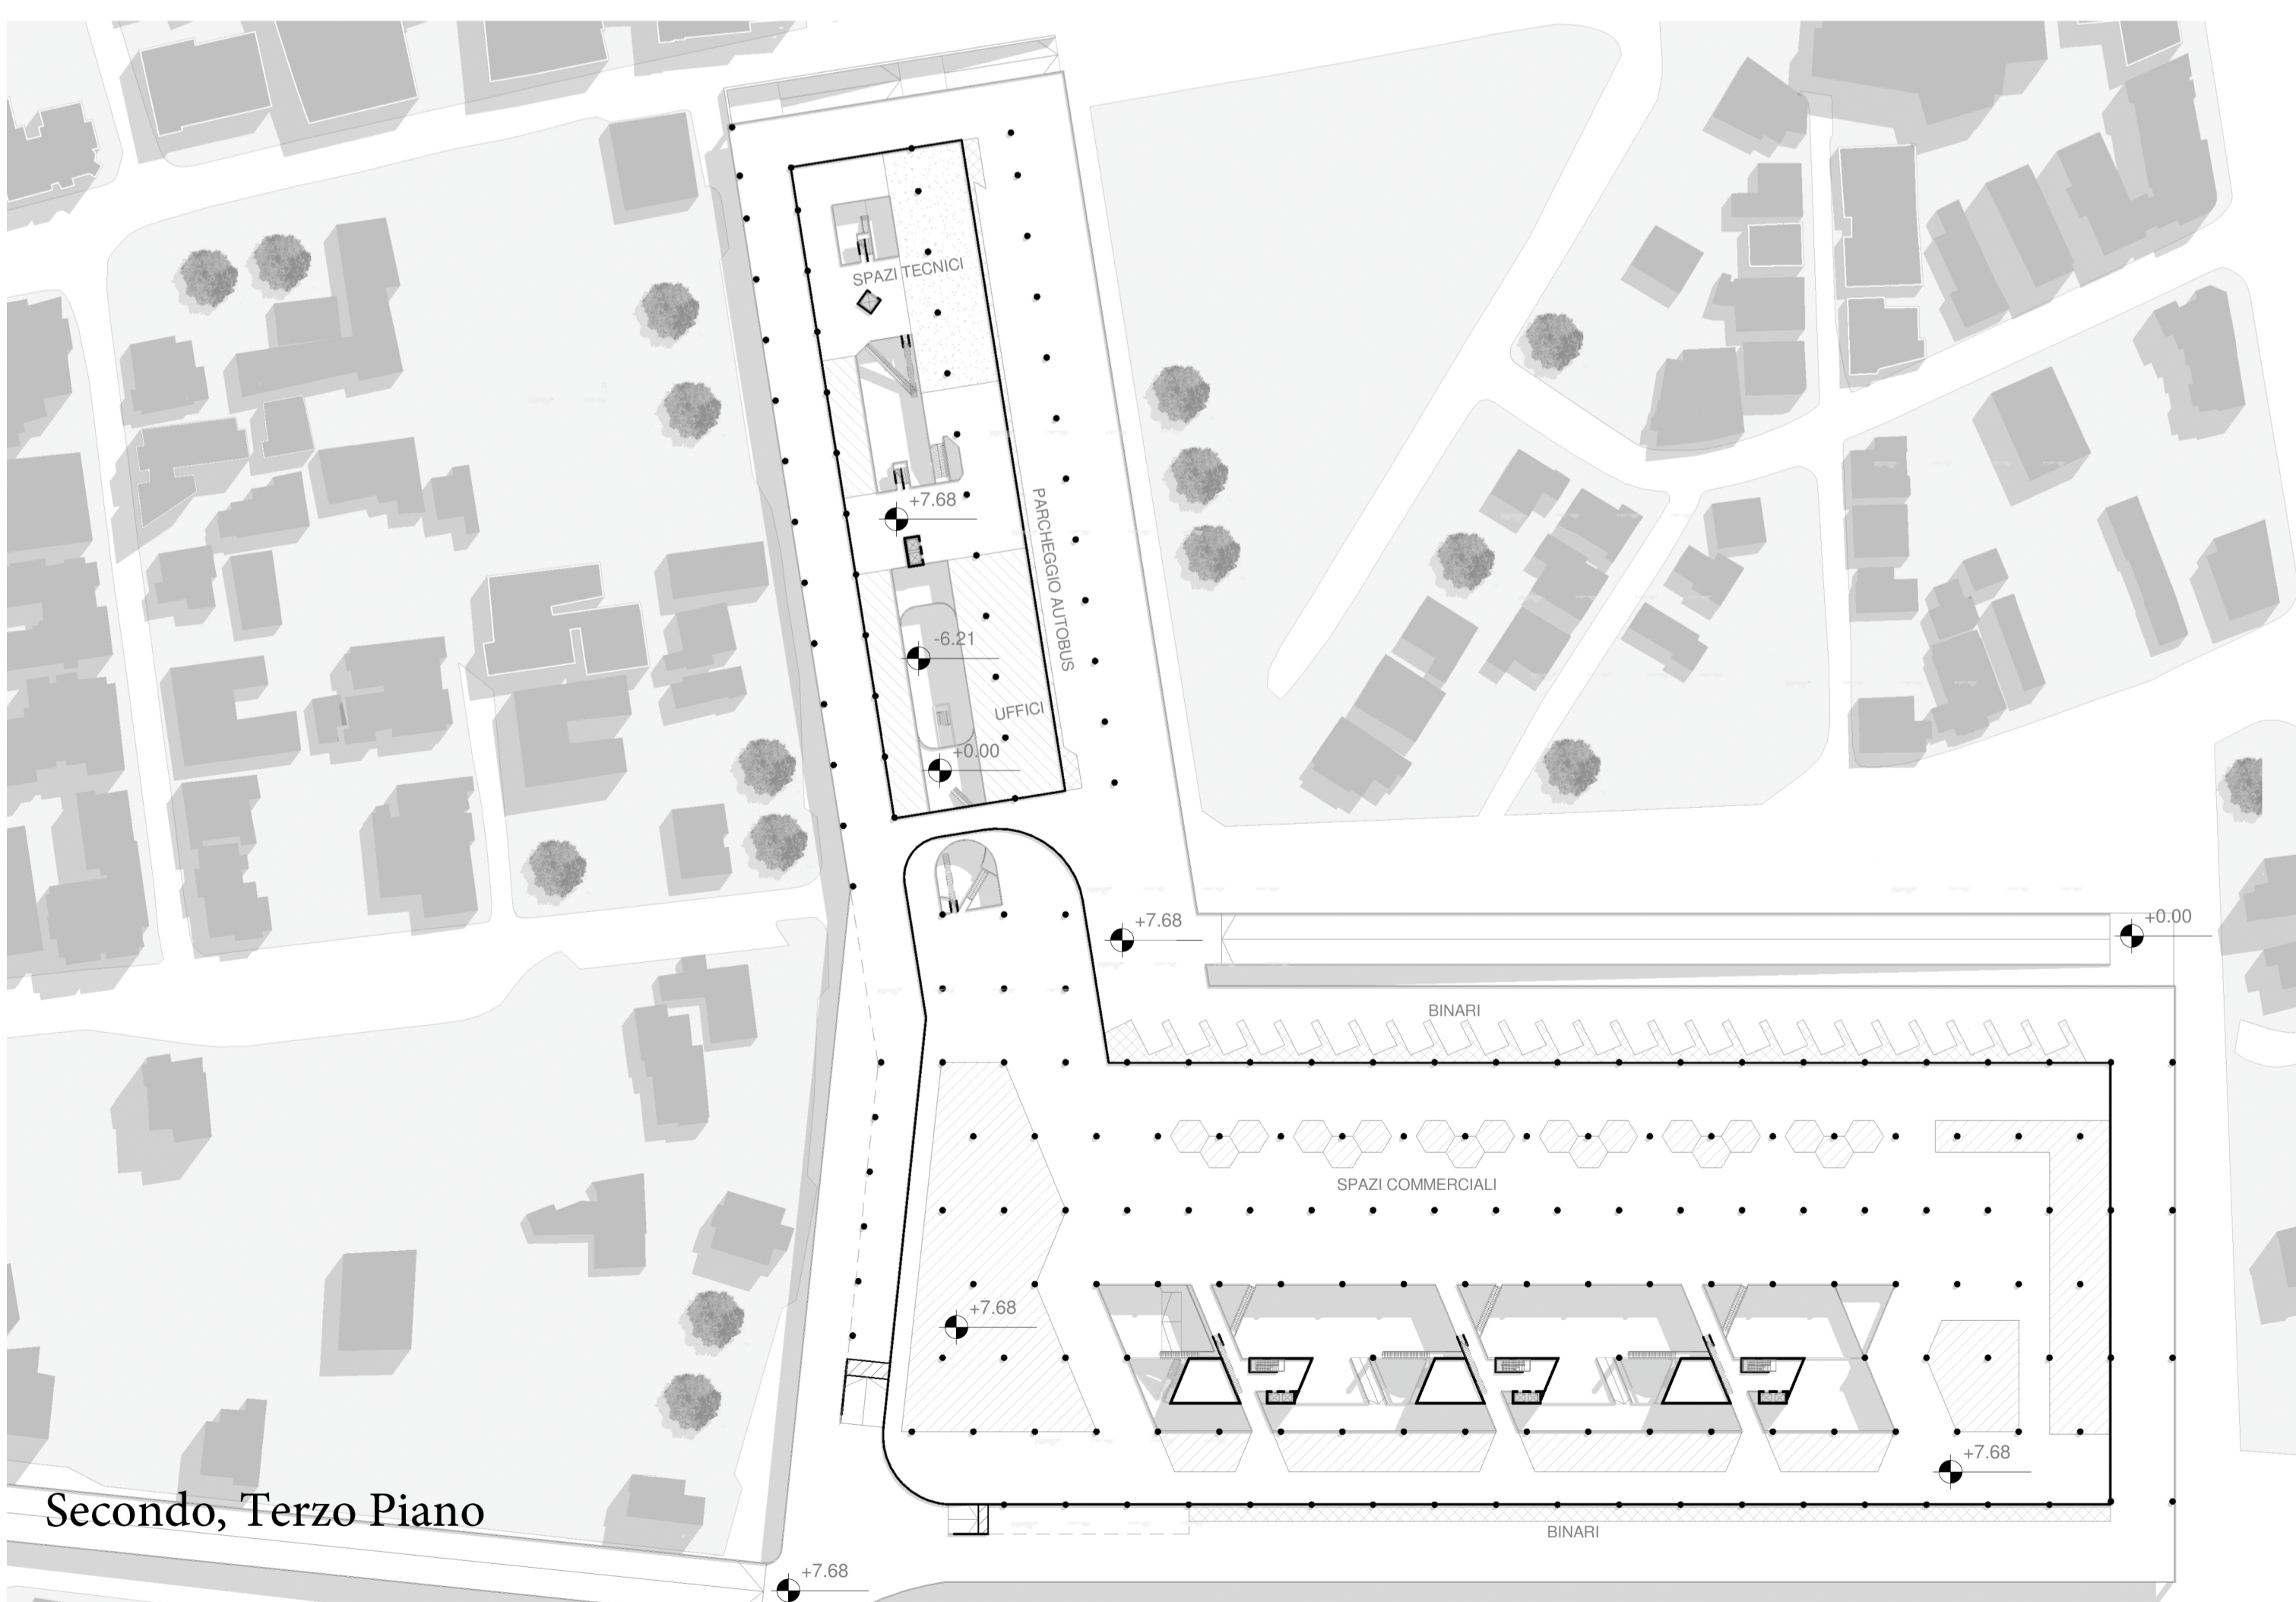 SPAZI TECNICI
+7.68
PARCHEGGIO AUTOBUS
-6.21
UFFICI
+0.00
+7.68
+0.00
BINARI
SPAZI COMMERCIALI
+7.68
+7.68
Secondo, Terzo Piano
BINARI
+7.68